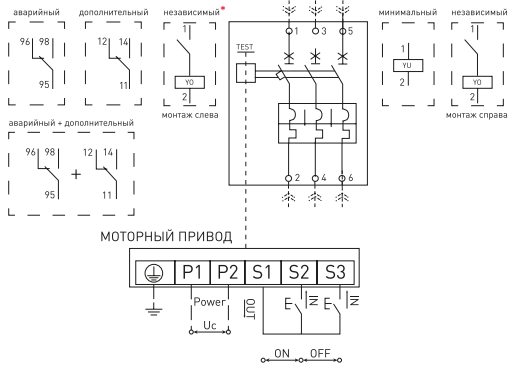 аварийный
дополнительный
независимый*
минимальный
независимый
96 98
95
12 14
11
1
YO
2
монтаж слева
TEST
1 3 5
2 4 6
1
YU
2
1
YO
2
монтаж справа
аварийный + дополнительный
96 98
95
+
12 14
11
МОТОРНЫЙ ПРИВОД
P1 P2 S1 S2 S3
Power
Uc
OUT
IN
IN
ON OFF